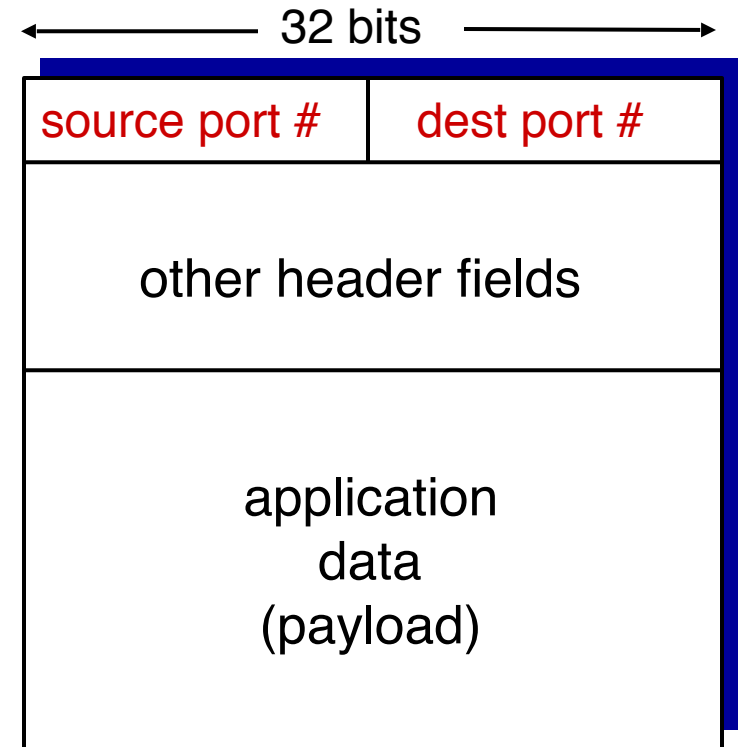 32 bits
source port # dest port #
other header fields
application
data
(payload)